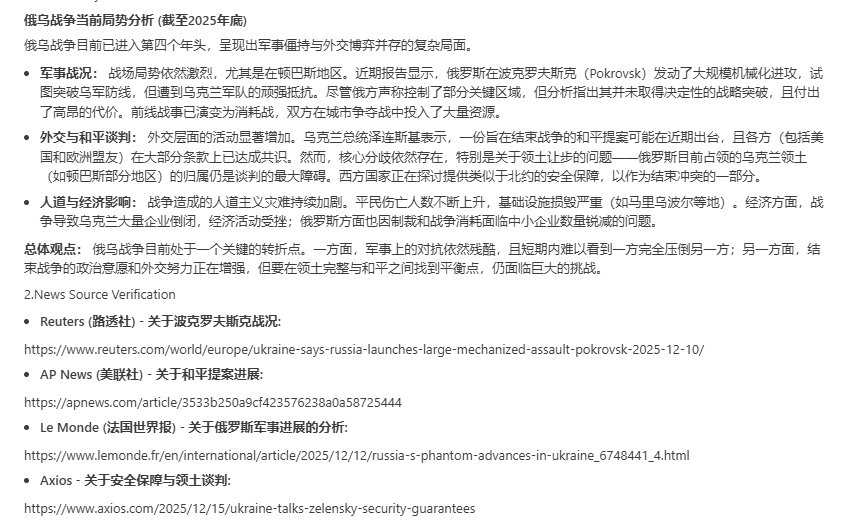 俄乌战争当前局势分析 (截至2025年底)
俄乌战争目前已进入第四个年头，呈现出军事僵持与外交博弈并存的复杂局面。
• 军事战况： 战场局势依然激烈，尤其是在顿巴斯地区。近期报告显示，俄罗斯在波克罗夫斯克（Pokrovsk）发动了大规模机械化进攻，试
图突破乌军防线，但遭到乌克兰军队的顽强抵抗。尽管俄方声称控制了部分关键区域，但分析指出其并未取得决定性的战略突破，且付出
了高昂的代价。前线战事已演变为消耗战，双方在城市争夺战中投入了大量资源。
• 外交与和平谈判： 外交层面的活动显著增加。乌克兰总统泽连斯基表示，一份旨在结束战争的和平提案可能在近期出台，且各方（包括美
国和欧洲盟友）在大部分条款上已达成共识。然而，核心分歧依然存在，特别是关于领土让步的问题——俄罗斯目前占领的乌克兰领土
（如顿巴斯部分地区）的归属仍是谈判的最大障碍。西方国家正在探讨提供类似于北约的安全保障，以作为结束冲突的一部分。
• 人道与经济影响： 战争造成的人道主义灾难持续加剧。平民伤亡人数不断上升，基础设施损毁严重（如马里乌波尔等地）。经济方面，战
争导致乌克兰大量企业倒闭，经济活动受挫；俄罗斯方面也因制裁和战争消耗面临中小企业数量锐减的问题。
总体观点： 俄乌战争目前处于一个关键的转折点。一方面，军事上的对抗依然残酷，且短期内难以看到一方完全压倒另一方；另一方面，结
束战争的政治意愿和外交努力正在增强，但要在领土完整与和平之间找到平衡点，仍面临巨大的挑战。
2.News Source Verification
• Reuters (路透社) - 关于波克罗夫斯克战况:
https://www.reuters.com/world/europe/ukraine-says-russia-launches-large-mechanized-assault-pokrovsk-2025-12-10/
• AP News (美联社) - 关于和平提案进展:
https://apnews.com/article/3533b250a9cf423576238a0a58725444
• Le Monde (法国世界报) - 关于俄罗斯军事进展的分析:
https://www.lemonde.fr/en/international/article/2025/12/12/russia-s-phantom-advances-in-ukraine_6748441_4.html
• Axios - 关于安全保障与领土谈判:
https://www.axios.com/2025/12/15/ukraine-talks-zelensky-security-guarantees